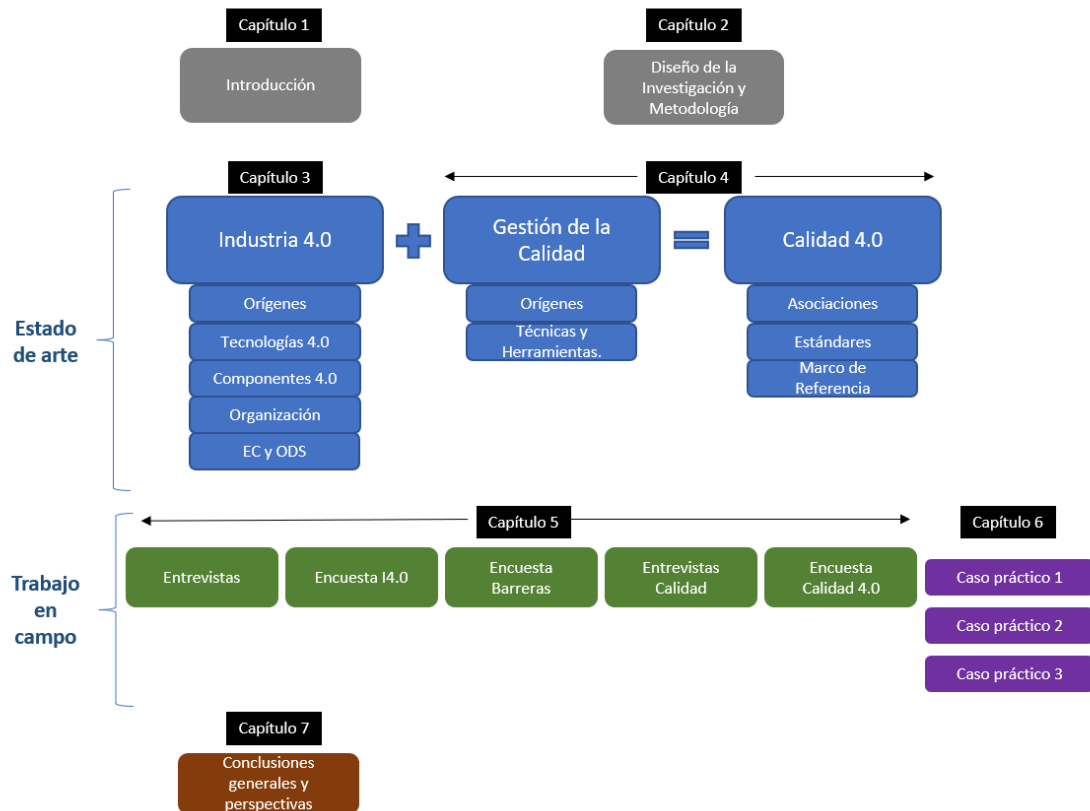 Capítulo 1
Capítulo 2
Introducción
Diseño de la
Investigación y
Metodología
Capítulo 3
Capítulo 4
Industria 4.0
Gestión de la
Calidad
Calidad 4.0
Estado
de arte
Orígenes
Tecnologías 4.0
Componentes 4.0
Organización
EC y ODS
Orígenes
Técnicas y
Herramientas.
Asociaciones
Estándares
Marco de
Referencia
Capítulo 5
Capítulo 6
Trabajo
en
campo
Entrevistas
Encuesta I4.0
Encuesta
Barreras
Entrevistas
Calidad
Encuesta
Calidad 4.0
Caso práctico 1
Caso práctico 2
Caso práctico 3
Capítulo 7
Conclusiones
generales y
perspectivas